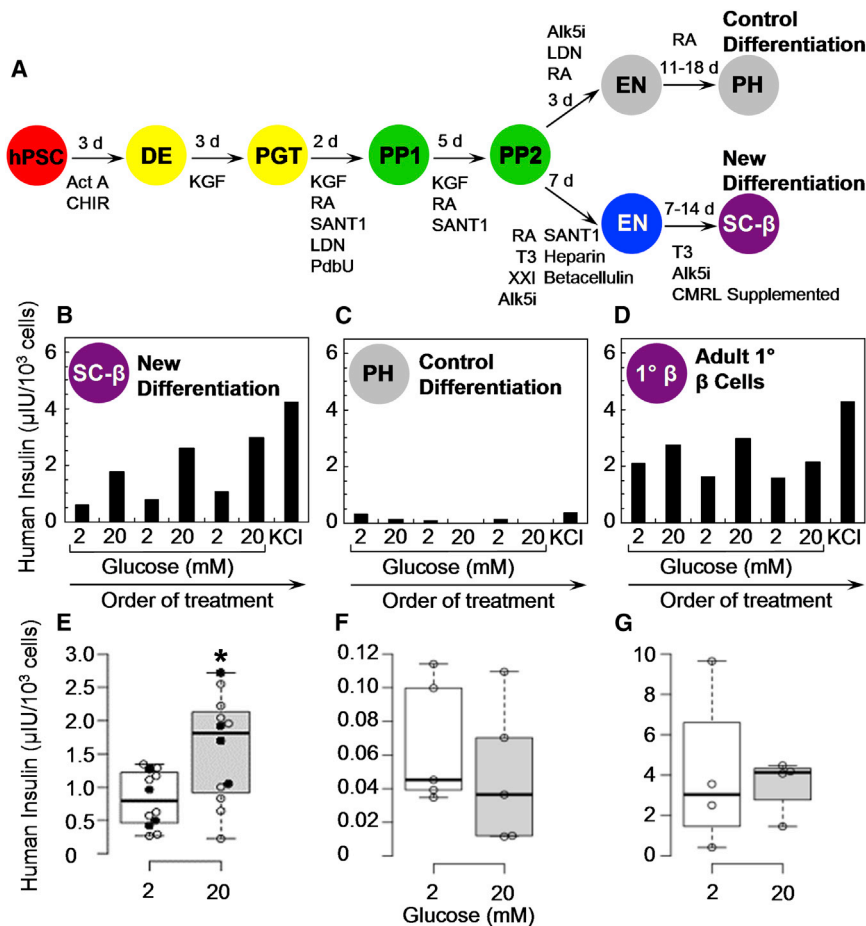 A
hPSC
3 d
Act A
CHIR
DE
3 d
KGF
PGT
2 d
KGF
RA
SANT1
LDN
PdbU
PP1
5 d
KGF
RA
SANT1
PP2
Alk5i
LDN
RA
3 d
EN
RA
11-18 d
PH
Control
Differentiation
7 d
RA SANT1
T3 Heparin
XXI Betacellulin
Alk5i
EN
7-14 d
T3
Alk5i
CMRL Supplemented
SC-β
New
Differentiation
B
SC-β
New
Differentiation
Human Insulin (µIU/10³ cells)
6
4
2
0
2 20 2 20 2 20 KCl
Glucose (mM)
Order of treatment
C
PH
Control
Differentiation
6
4
2
0
2 20 2 20 2 20 KCl
Glucose (mM)
Order of treatment
D
1° β
Adult 1°
β Cells
6
4
2
0
2 20 2 20 2 20 KCl
Glucose (mM)
Order of treatment
E
Human Insulin (µIU/10³ cells)
3.0
2.5
2.0
1.5
1.0
0.5
0
*
2 20
F
0.12
0.10
0.08
0.06
0.04
0.02
0
2 20
Glucose (mM)
G
10
8
6
4
2
0
2 20